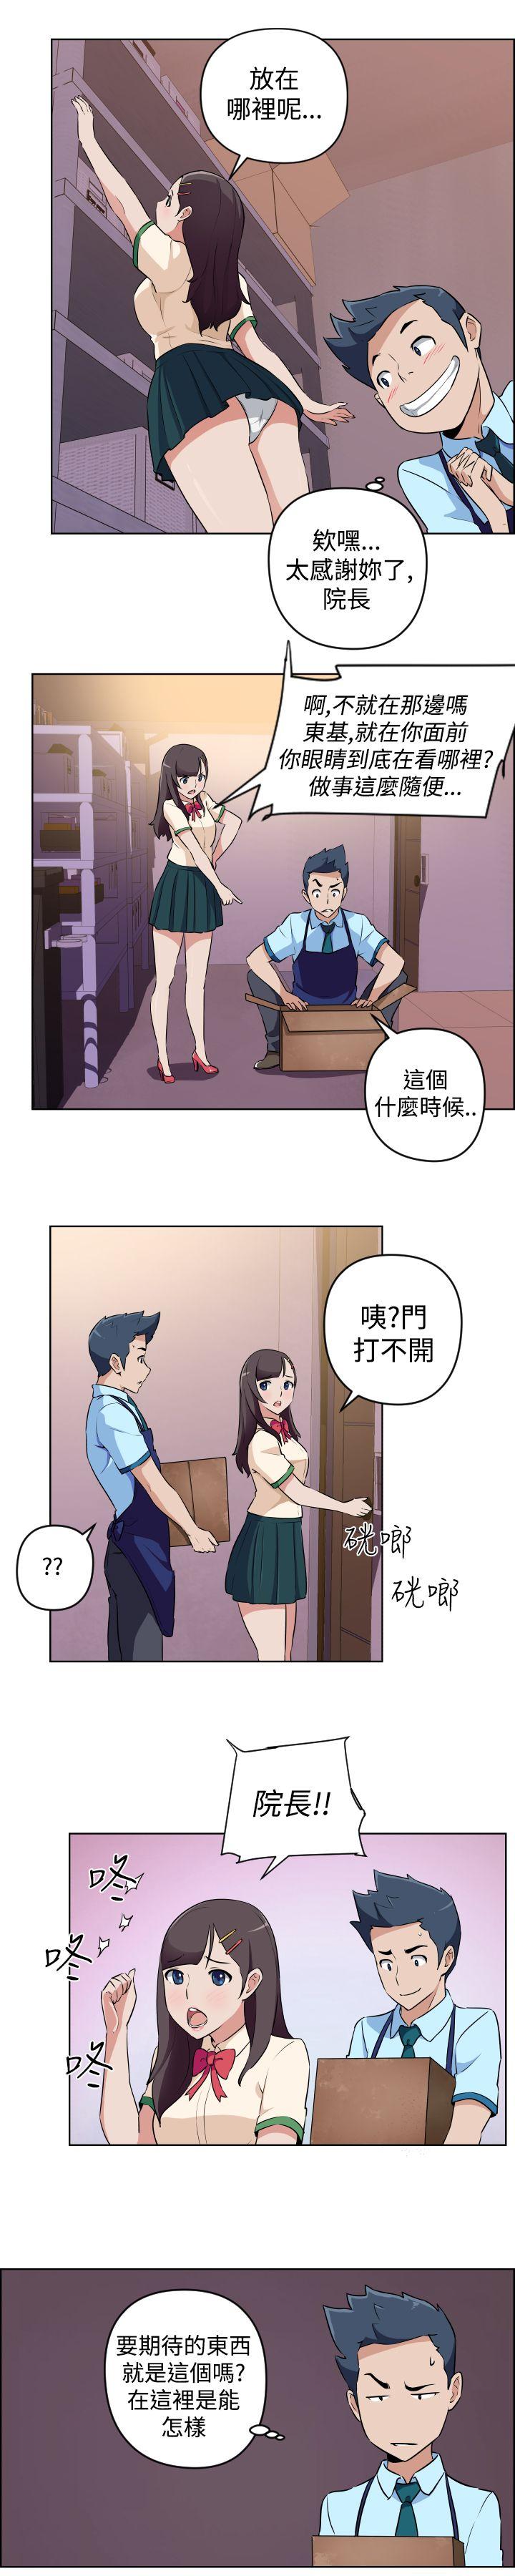 放在
哪裡呢...
欸嘿...
太感謝妳了,
院長
啊,不就在那邊嗎
東基,就在你面前
你眼睛到底在看哪裡?
做事這麼隨便...
這個
什麼時候..
咦?門
打不開
??
硄啷
硄啷
院長!!
咚
咚
咚
要期待的東西
就是這個嗎?
在這裡是能
怎樣